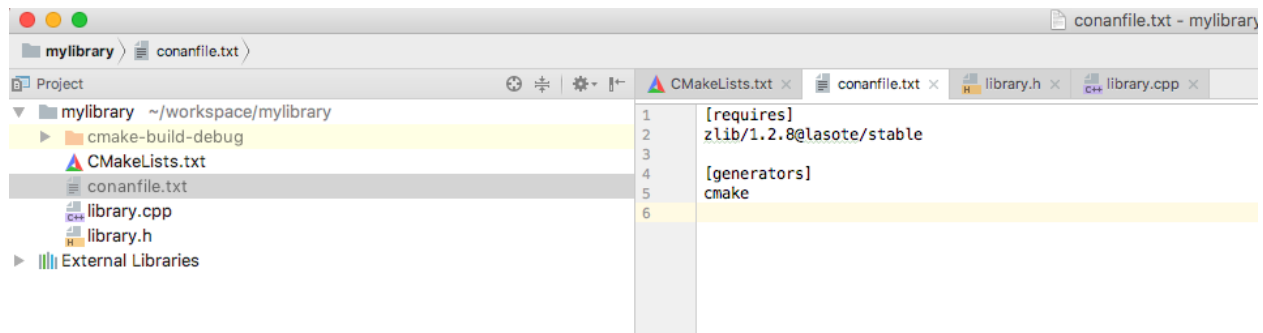 conanfile.txt - mylibrary
mylibrary conanfile.txt
Project
mylibrary ~/workspace/mylibrary
cmake-build-debug
CMakeLists.txt
conanfile.txt
library.cpp
library.h
External Libraries
CMakeLists.txt conanfile.txt library.h library.cpp
1 [requires]
2 zlib/1.2.8@lasote/stable
3
4 [generators]
5 cmake
6